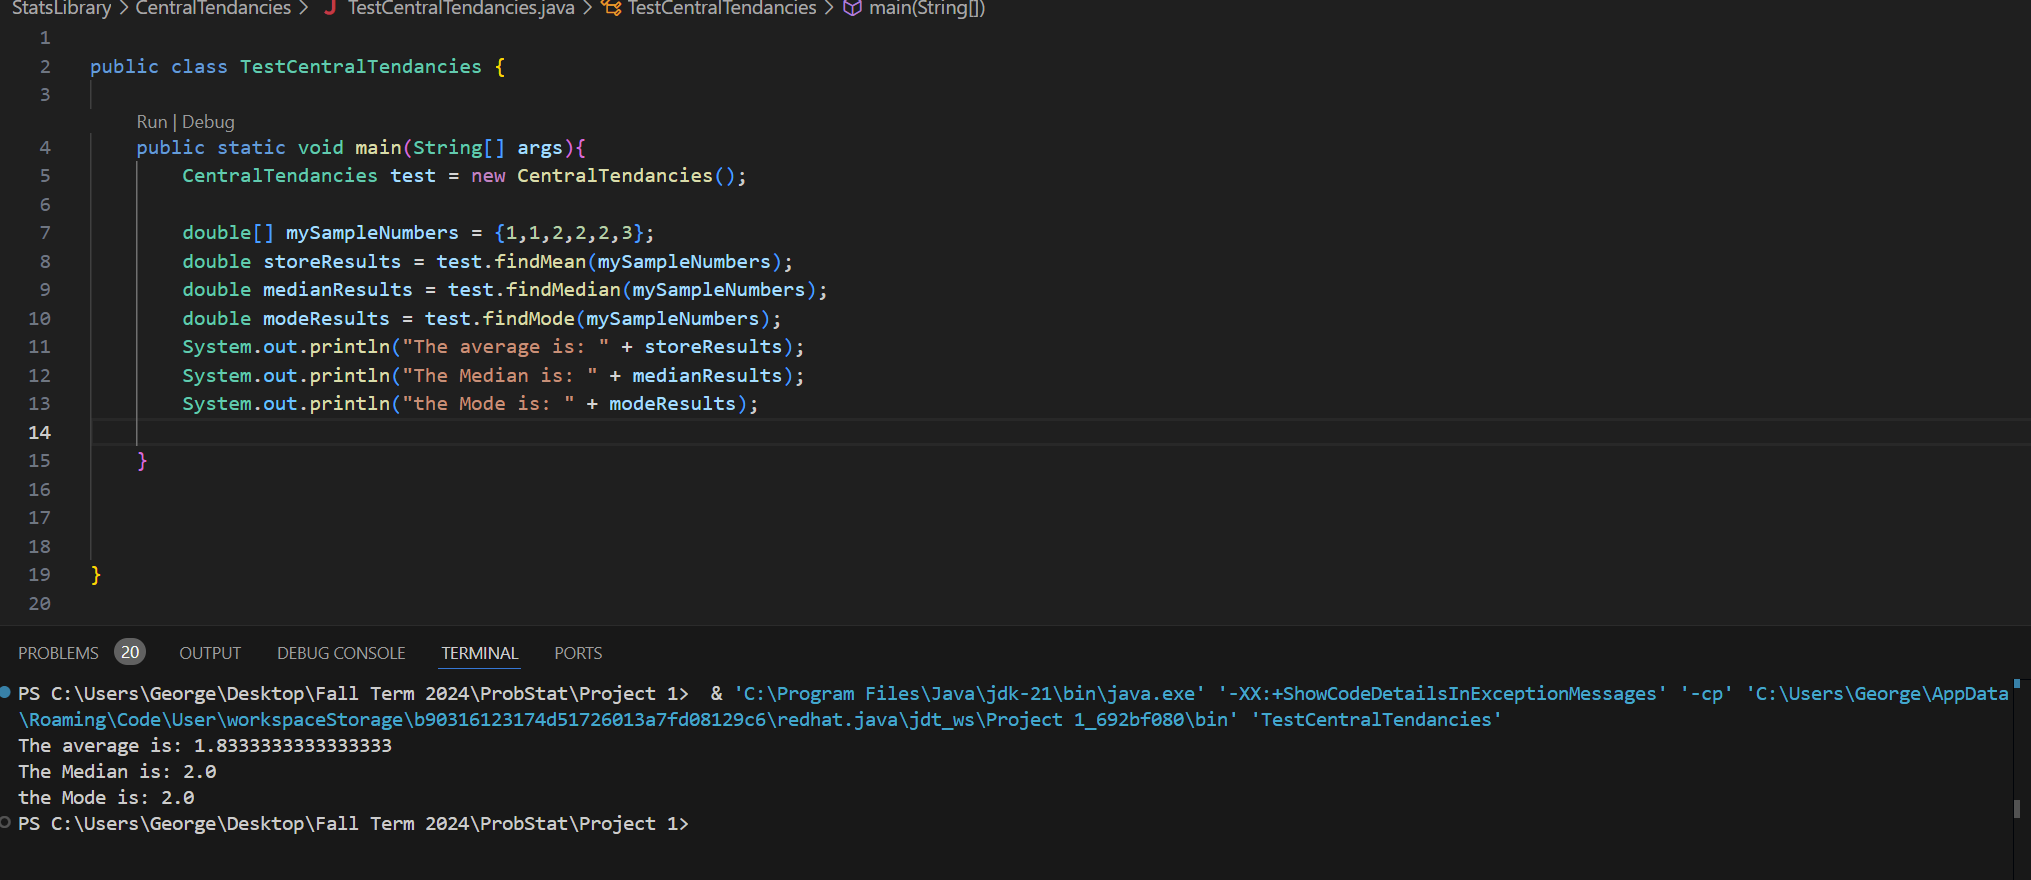 StatsLibrary > CentralTendancies > J TestCentralTendancies.java > TestCentralTendancies > main(String[])
1
2 public class TestCentralTendancies {
3
Run | Debug
4 public static void main(String[] args){
5 CentralTendancies test = new CentralTendancies();
6
7 double[] mySampleNumbers = {1,1,2,2,2,3};
8 double storeResults = test.findMean(mySampleNumbers);
9 double medianResults = test.findMedian(mySampleNumbers);
10 double modeResults = test.findMode(mySampleNumbers);
11 System.out.println("The average is: " + storeResults);
12 System.out.println("The Median is: " + medianResults);
13 System.out.println("the Mode is: " + modeResults);
14
15 }
16
17
18
19 }
20
PROBLEMS 20 OUTPUT DEBUG CONSOLE TERMINAL PORTS
PS C:\Users\George\Desktop\Fall Term 2024\ProbStat\Project 1> & 'C:\Program Files\Java\jdk-21\bin\java.exe' '-XX:+ShowCodeDetailsInExceptionMessages' '-cp' 'C:\Users\George\AppData
\Roaming\Code\User\workspaceStorage\b90316123174d51726013a7fd08129c6\redhat.java\jdt_ws\Project 1_692bf080\bin' 'TestCentralTendancies'
The average is: 1.8333333333333333
The Median is: 2.0
the Mode is: 2.0
PS C:\Users\George\Desktop\Fall Term 2024\ProbStat\Project 1>